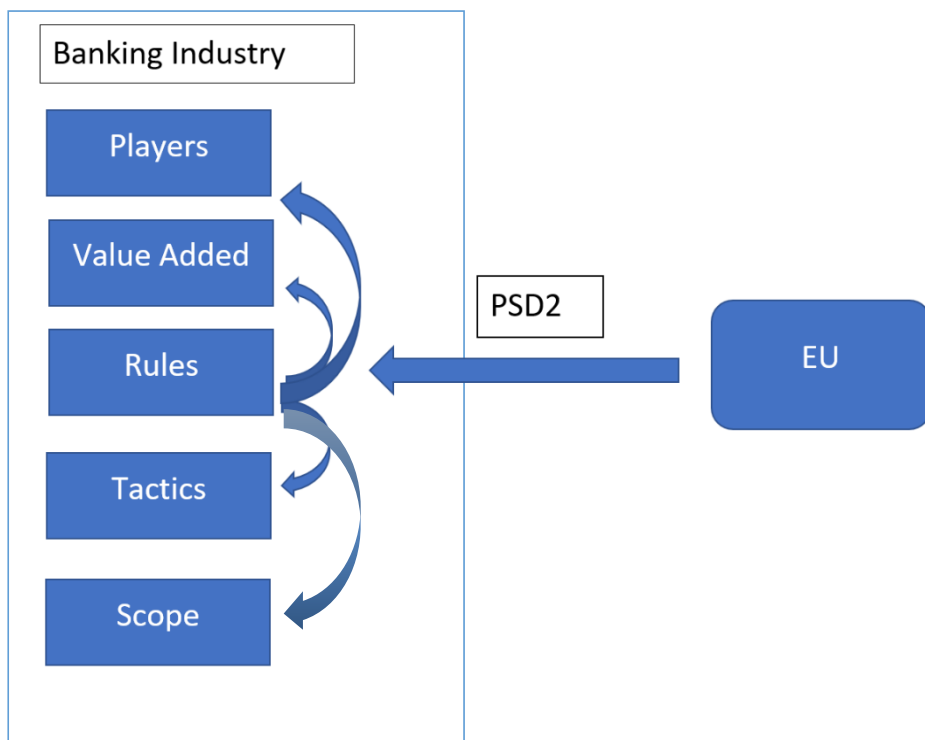 Banking Industry
Players
Value Added
PSD2
Rules
EU
Tactics
Scope